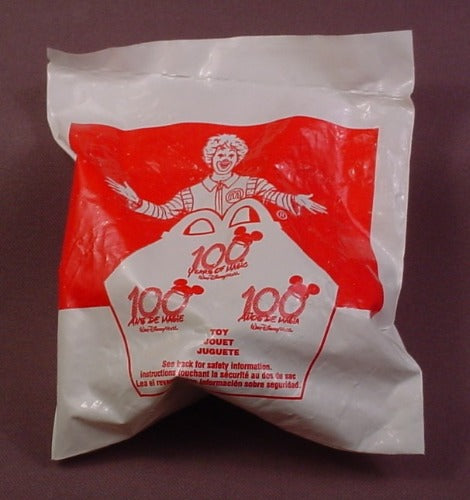 ®
100
YEARS OF MAGIC
Walt Disney World
100
ANS DE MAGIE
Walt Disney World
100
AÑOS DE MAGIA
Walt Disney World
TOY
JOUET
JUGUETE
See back for safety information.
Instructions touchant la sécurité au dos de sac
Lea el información sobre seguridad.